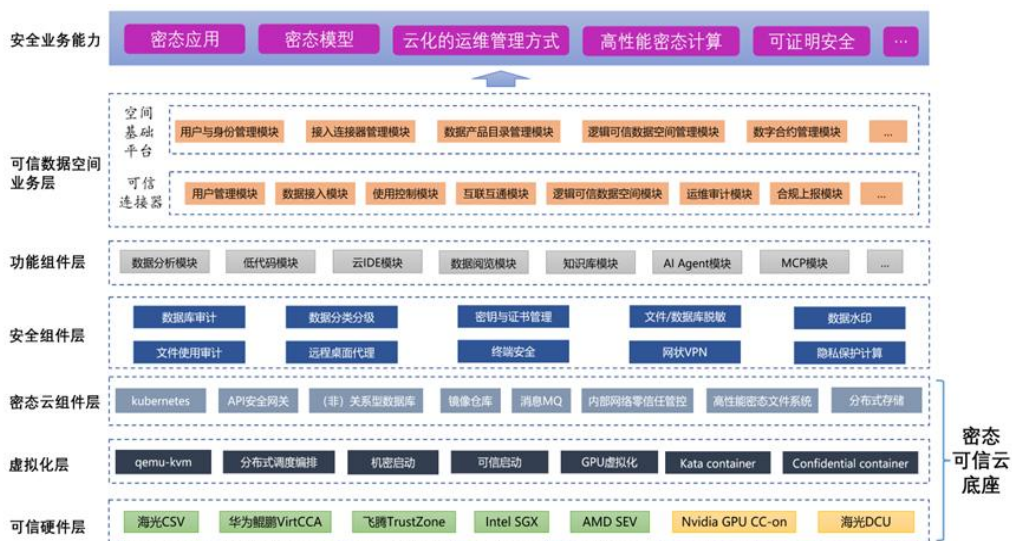 安全业务能力
密态应用 密态模型 云化的运维管理方式 高性能密态计算 可证明安全 ...
可信数据空间
业务层
空间
基础
平台
用户与身份管理模块 接入连接器管理模块 数据产品目录管理模块 逻辑可信数据空间管理模块 数字合约管理模块 ...
可信
连接器
用户管理模块 数据接入模块 使用控制模块 互联互通模块 逻辑可信数据空间模块 运维审计模块 合规上报模块 ...
功能组件层
数据分析模块 低代码模块 云IDE模块 数据阅览模块 知识库模块 AI Agent模块 MCP模块 ...
安全组件层
数据库审计 数据分类分级 密钥与证书管理 文件/数据库脱敏 数据水印
文件使用审计 远程桌面代理 终端安全 网状VPN 隐私保护计算
密态云组件层
kubernetes API安全网关 （非）关系型数据库 镜像仓库 消息MQ 内部网络零信任管控 高性能密态文件系统 分布式存储
虚拟化层
qemu-kvm 分布式调度编排 机密启动 可信启动 GPU虚拟化 Kata container Confidential container
可信硬件层
海光CSV 华为鲲鹏VirtCCA 飞腾TrustZone Intel SGX AMD SEV Nvidia GPU CC-on 海光DCU
密态
可信云
底座